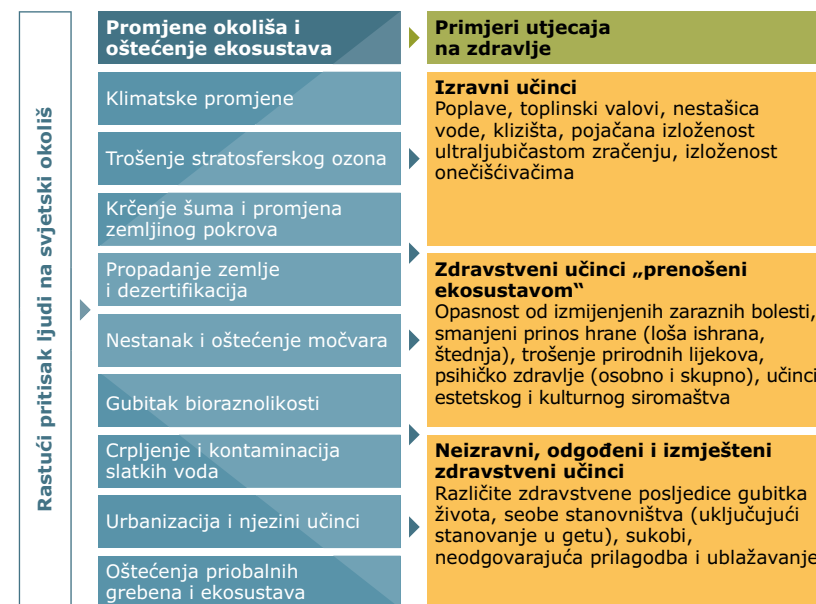 Rastući pritisak ljudi na svjetski okoliš
Promjene okoliša i
oštećenje ekosustava
Klimatske promjene
Trošenje stratosferskog ozona
Krčenje šuma i promjena
zemljinog pokrova
Propadanje zemlje
i dezertifikacija
Nestanak i oštećenje močvara
Gubitak bioraznolikosti
Crpljenje i kontaminacija
slatkih voda
Urbanizacija i njezini učinci
Oštećenja priobalnih
grebena i ekosustava
Primjeri utjecaja
na zdravlje
Izravni učinci
Poplave, toplinski valovi, nestašica
vode, klizišta, pojačana izloženost
ultraljubičastom zračenju, izloženost
onečišćivačima
Zdravstveni učinci „prenošeni
ekosustavom“
Opasnost od izmijenjenih zaraznih bolesti,
smanjeni prinos hrane (loša ishrana,
štednja), trošenje prirodnih lijekova,
psihičko zdravlje (osobno i skupno), učinci
estetskog i kulturnog siromaštva
Neizravni, odgođeni i izmješteni
zdravstveni učinci
Različite zdravstvene posljedice gubitka
života, seobe stanovništva (uključujući
stanovanje u getu), sukobi,
neodgovarajuća prilagodba i ublažavanje